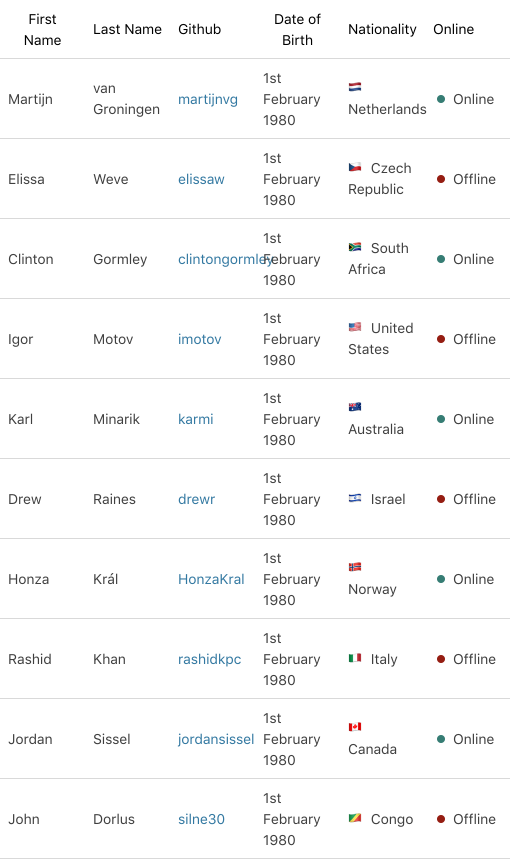 First Name Last Name Github Date of Birth Nationality Online
Martijn van Groningen martijnvg 1st February 1980 Netherlands Online
Elissa Weve elissaw 1st February 1980 Czech Republic Offline
Clinton Gormley clintongormley 1st February 1980 South Africa Online
Igor Motov imotov 1st February 1980 United States Offline
Karl Minarik karmi 1st February 1980 Australia Online
Drew Raines drewr 1st February 1980 Israel Offline
Honza Král HonzaKral 1st February 1980 Norway Online
Rashid Khan rashidkpc 1st February 1980 Italy Offline
Jordan Sissel jordansissel 1st February 1980 Canada Online
John Dorlus silne30 1st February 1980 Congo Offline